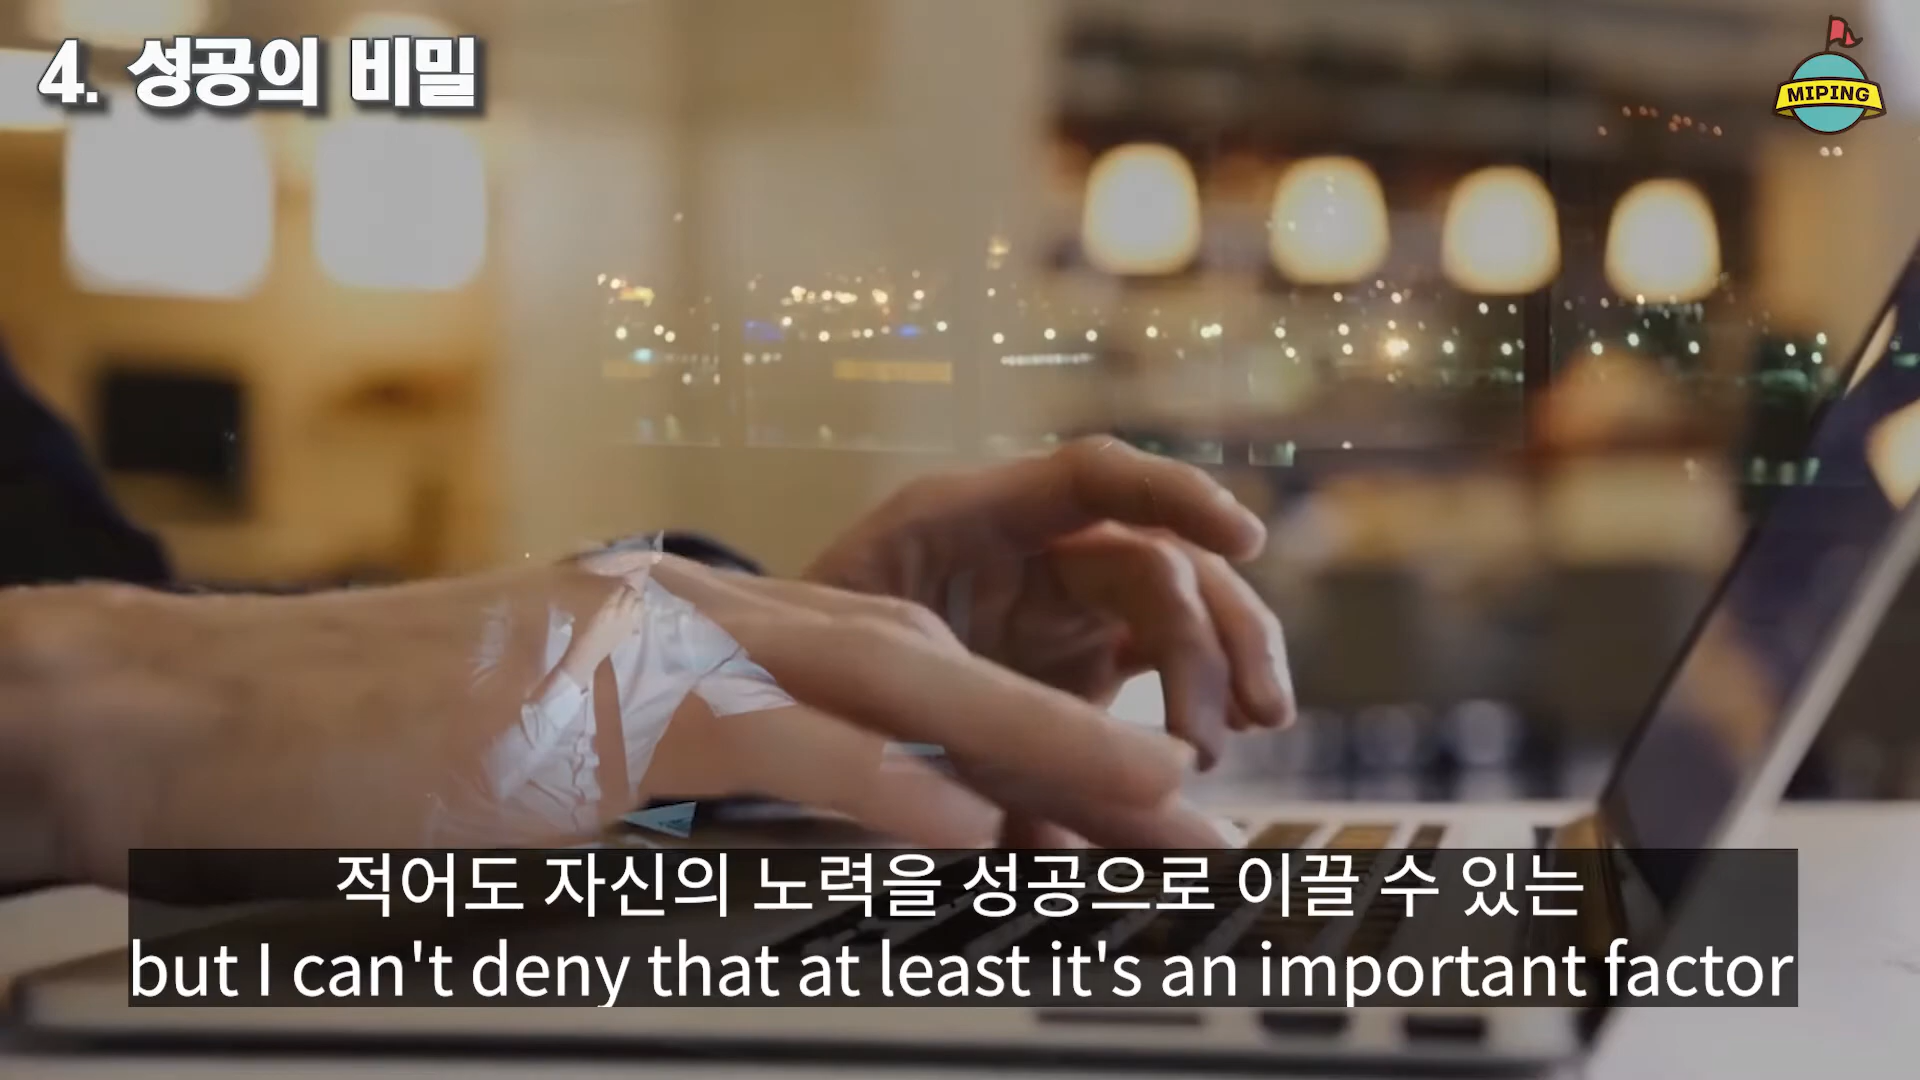 4. 성공의 비밀
MIPING
적어도 자신의 노력을 성공으로 이끌 수 있는
but I can't deny that at least it's an important factor